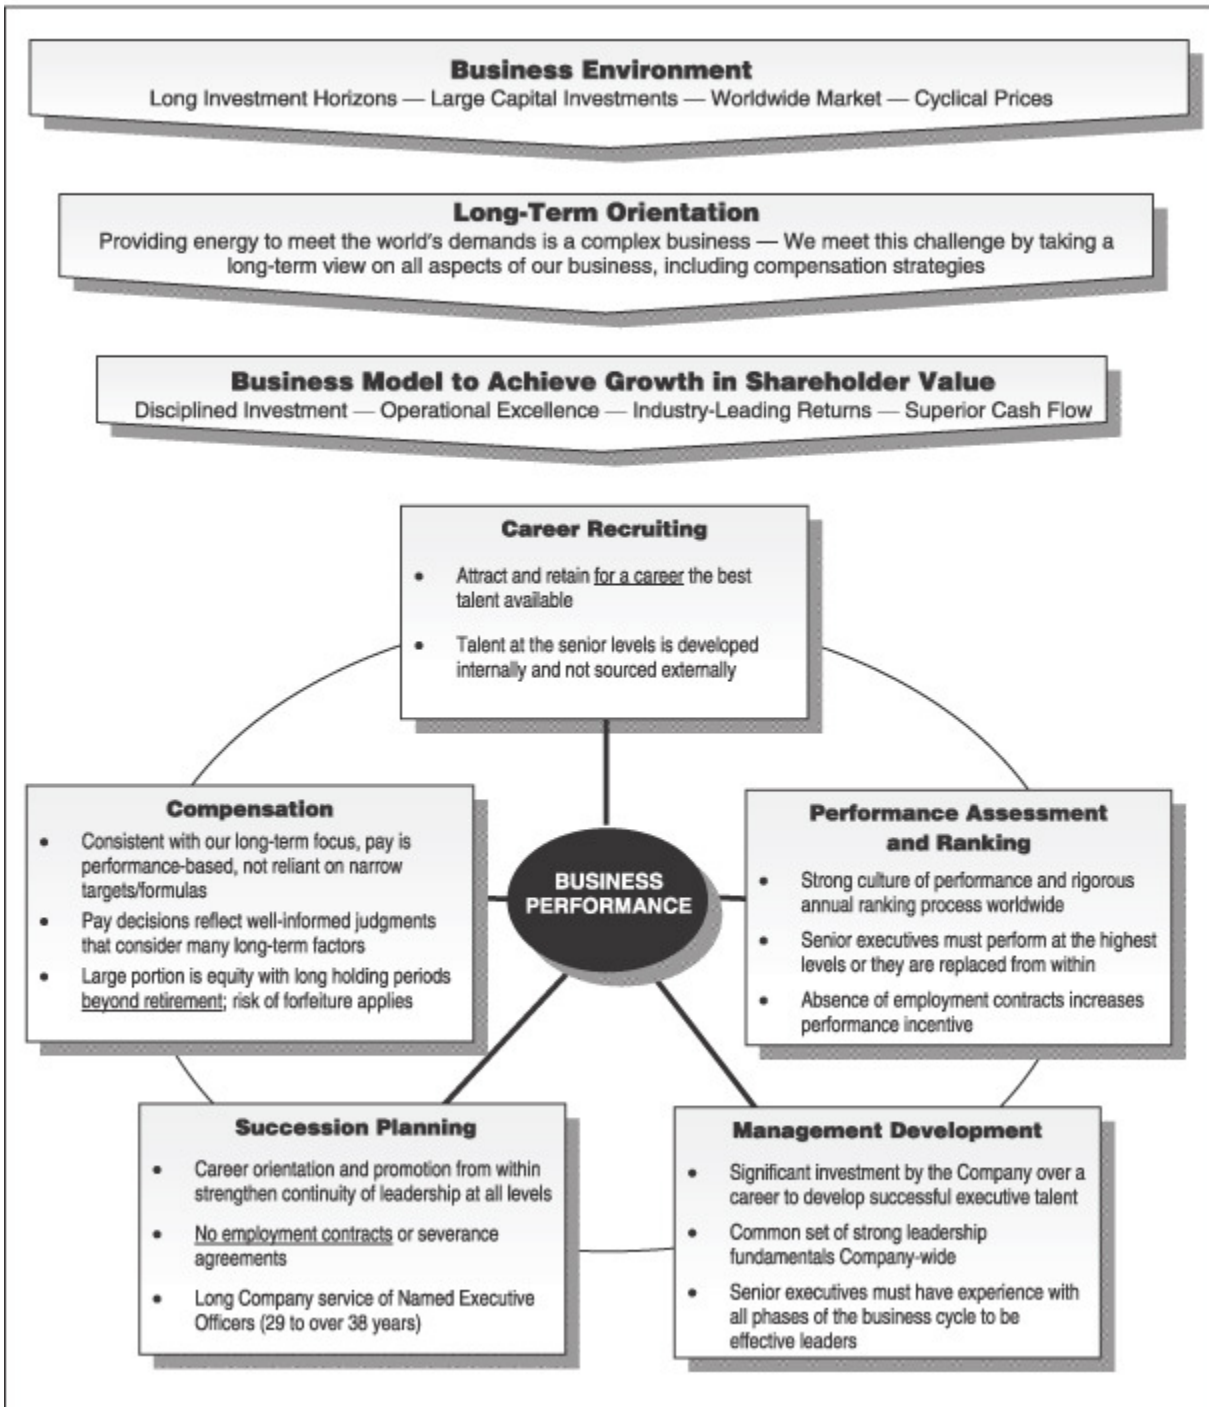 Business Environment
Long Investment Horizons — Large Capital Investments — Worldwide Market — Cyclical Prices
Long-Term Orientation
Providing energy to meet the world's demands is a complex business — We meet this challenge by taking a
long-term view on all aspects of our business, including compensation strategies
Business Model to Achieve Growth in Shareholder Value
Disciplined Investment — Operational Excellence — Industry-Leading Returns — Superior Cash Flow
Career Recruiting
• Attract and retain for a career the best
talent available
• Talent at the senior levels is developed
internally and not sourced externally
Compensation
• Consistent with our long-term focus, pay is
performance-based, not reliant on narrow
targets/formulas
• Pay decisions reflect well-informed judgments
that consider many long-term factors
• Large portion is equity with long holding periods
beyond retirement; risk of forfeiture applies
BUSINESS
PERFORMANCE
Performance Assessment
and Ranking
• Strong culture of performance and rigorous
annual ranking process worldwide
• Senior executives must perform at the highest
levels or they are replaced from within
• Absence of employment contracts increases
performance incentive
Succession Planning
• Career orientation and promotion from within
strengthen continuity of leadership at all levels
• No employment contracts or severance
agreements
• Long Company service of Named Executive
Officers (29 to over 38 years)
Management Development
• Significant investment by the Company over a
career to develop successful executive talent
• Common set of strong leadership
fundamentals Company-wide
• Senior executives must have experience with
all phases of the business cycle to be
effective leaders